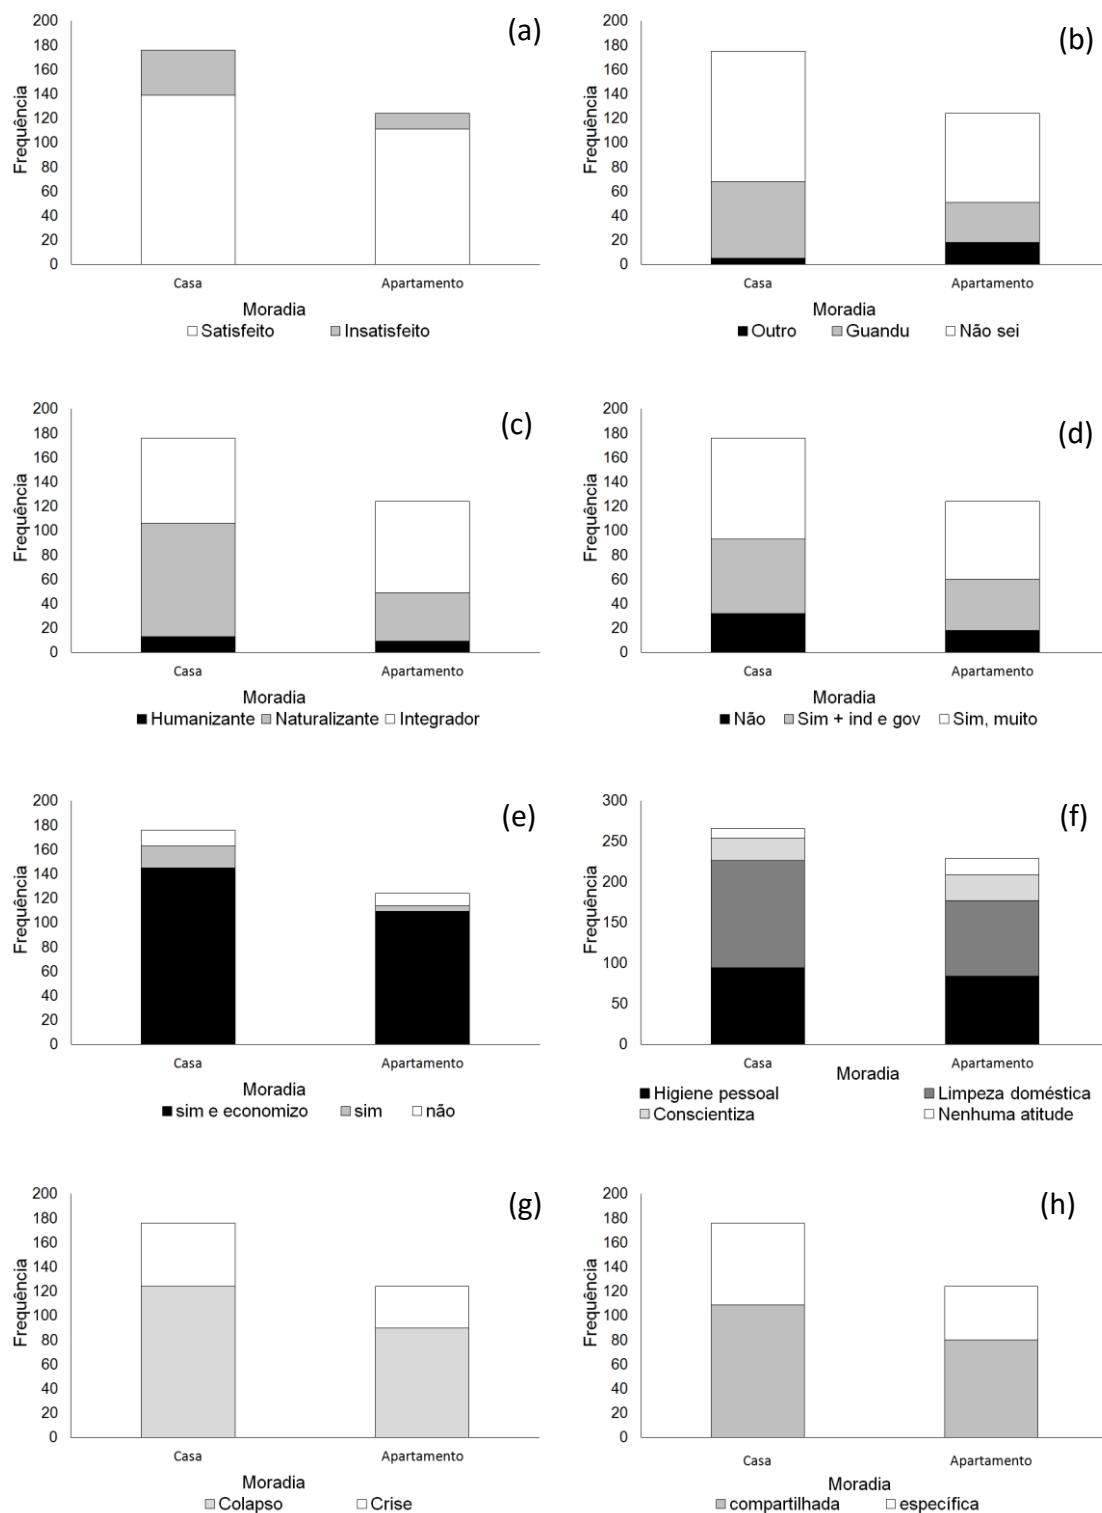 (a)
Frequência
200
180
160
140
120
100
80
60
40
20
0
Casa Apartamento
Moradia
Satisfeito Insatisfeito
(b)
Frequência
200
180
160
140
120
100
80
60
40
20
0
Casa Apartamento
Moradia
Outro Guandu Não sei
(c)
Frequência
200
180
160
140
120
100
80
60
40
20
0
Casa Apartamento
Moradia
Humanizante Naturalizante Integrador
(d)
Frequência
200
180
160
140
120
100
80
60
40
20
0
Casa Apartamento
Moradia
Não Sim + ind e gov Sim, muito
(e)
Frequência
200
180
160
140
120
100
80
60
40
20
0
Casa Apartamento
Moradia
sim e economizo sim não
(f)
Frequência
300
250
200
150
100
50
0
Casa Apartamento
Moradia
Higiene pessoal Limpeza doméstica
Conscientiza Nenhuma atitude
(g)
Frequência
200
180
160
140
120
100
80
60
40
20
0
Casa Apartamento
Moradia
Colapso Crise
(h)
Frequência
200
180
160
140
120
100
80
60
40
20
0
Casa Apartamento
Moradia
compartilhada específica